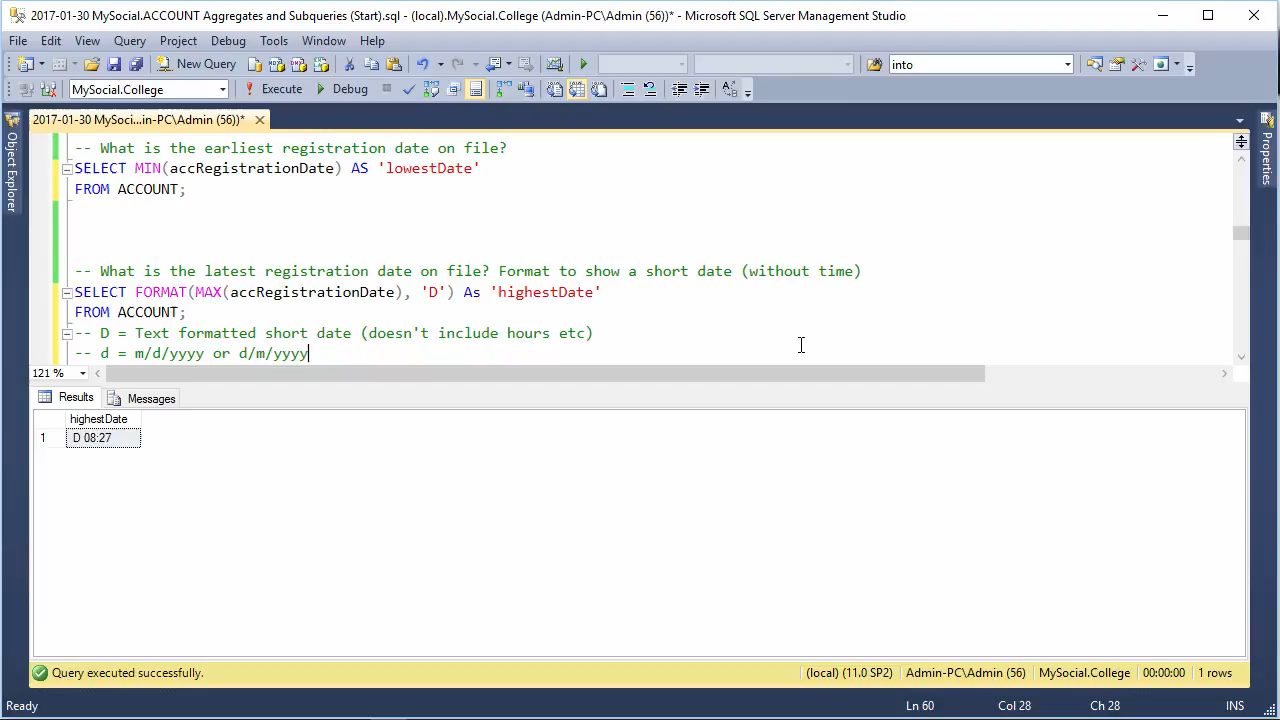 2017-01-30 MySocial.ACCOUNT Aggregates and Subqueries (Start).sql - (local).MySocial.College (Admin-PC\Admin (56))* - Microsoft SQL Server Management Studio
File Edit View Query Project Debug Tools Window Help
New Query into
MySocial.College Execute Debug
2017-01-30 MySoci...in-PC\Admin (56))*
Object Explorer
Properties
-- What is the earliest registration date on file?
SELECT MIN(accRegistrationDate) AS 'lowestDate'
FROM ACCOUNT;
-- What is the latest registration date on file? Format to show a short date (without time)
SELECT FORMAT(MAX(accRegistrationDate), 'D') As 'highestDate'
FROM ACCOUNT;
-- D = Text formatted short date (doesn't include hours etc)
-- d = m/d/yyyy or d/m/yyyy
121 %
Results Messages
highestDate
1 D 08:27
Query executed successfully. (local) (11.0 SP2) Admin-PC\Admin (56) MySocial.College 00:00:00 1 rows
Ready Ln 60 Col 28 Ch 28 INS